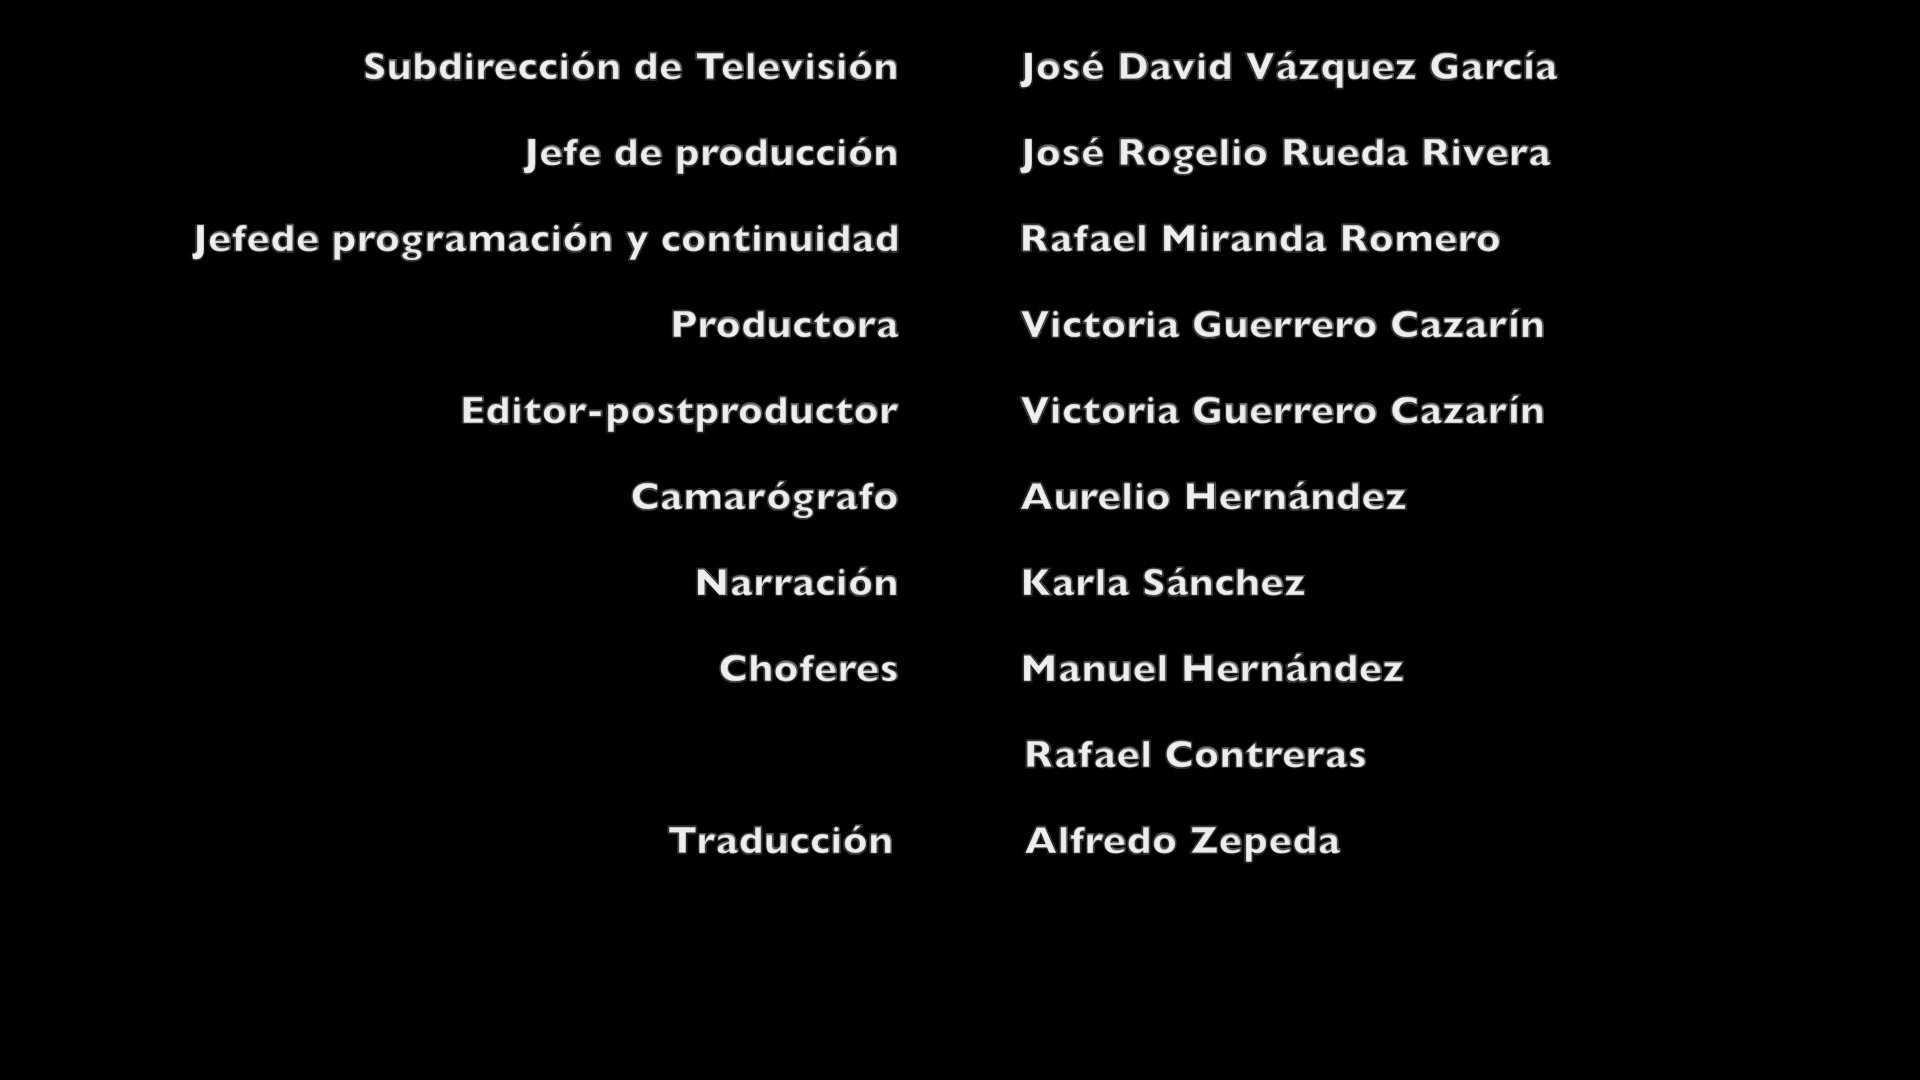 Subdirección de Televisión José David Vázquez García
Jefe de producción José Rogelio Rueda Rivera
Jefede programación y continuidad Rafael Miranda Romero
Productora Victoria Guerrero Cazarín
Editor-postproductor Victoria Guerrero Cazarín
Camarógrafo Aurelio Hernández
Narración Karla Sánchez
Choferes Manuel Hernández
Rafael Contreras
Traducción Alfredo Zepeda